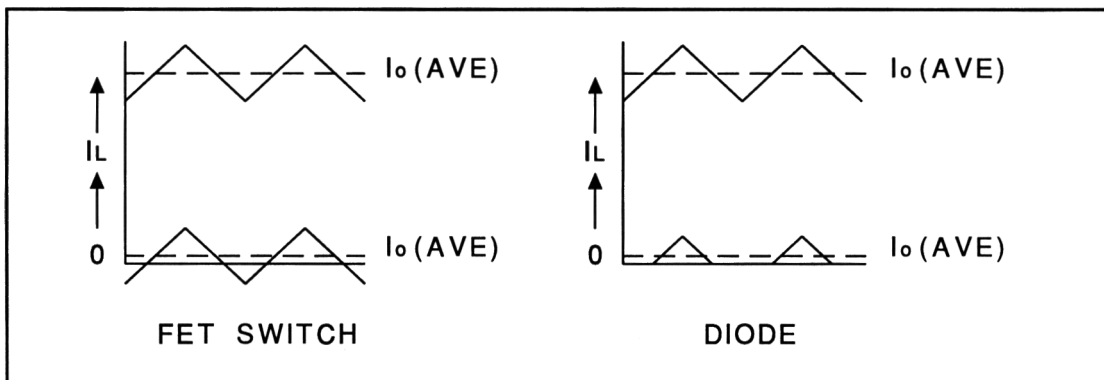 Io (AVE)
IL
0
Io (AVE)
FET SWITCH
Io (AVE)
IL
0
Io (AVE)
DIODE